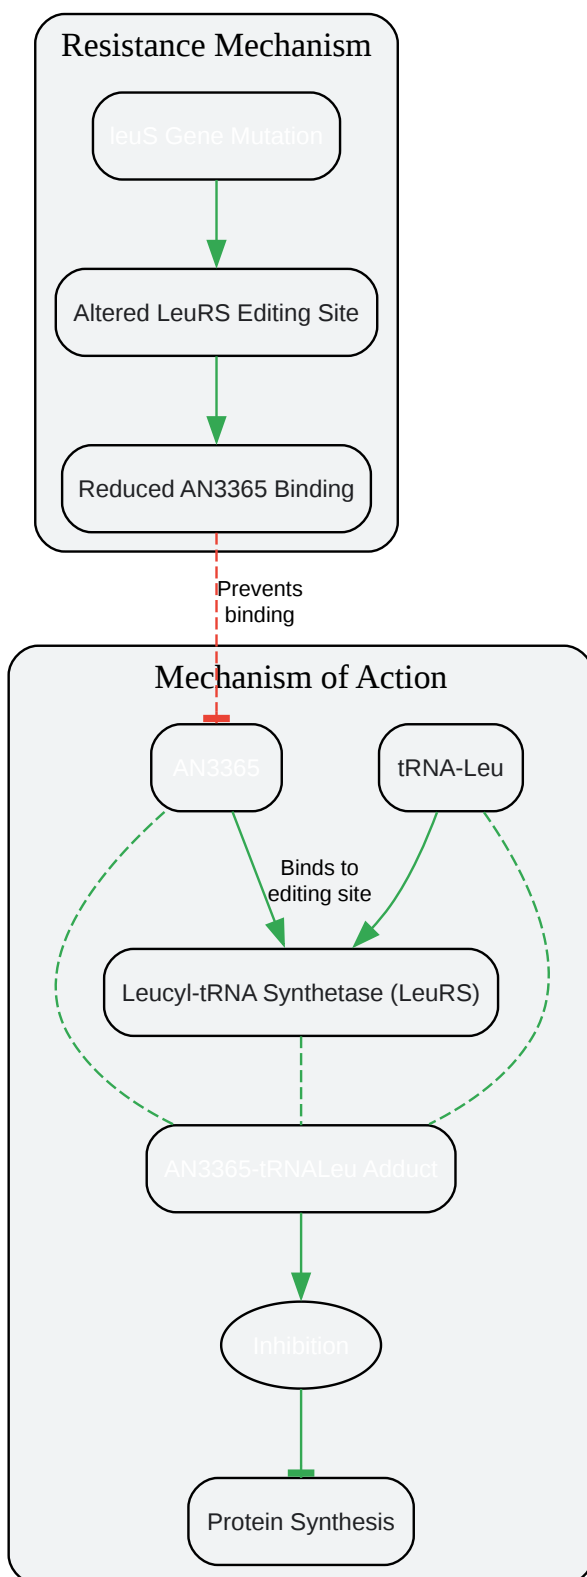 Resistance Mechanism
leuS Gene Mutation
Altered LeuRS Editing Site
Reduced AN3365 Binding
Prevents
binding
Mechanism of Action
AN3365
tRNA-Leu
Binds to
editing site
Leucyl-tRNA Synthetase (LeuRS)
AN3365-tRNALeu Adduct
Inhibition
Protein Synthesis